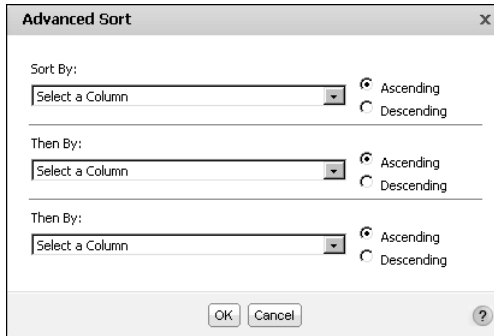 Advanced Sort x
Sort By:
Select a Column
Ascending
Descending
Then By:
Select a Column
Ascending
Descending
Then By:
Select a Column
Ascending
Descending
OK Cancel ?